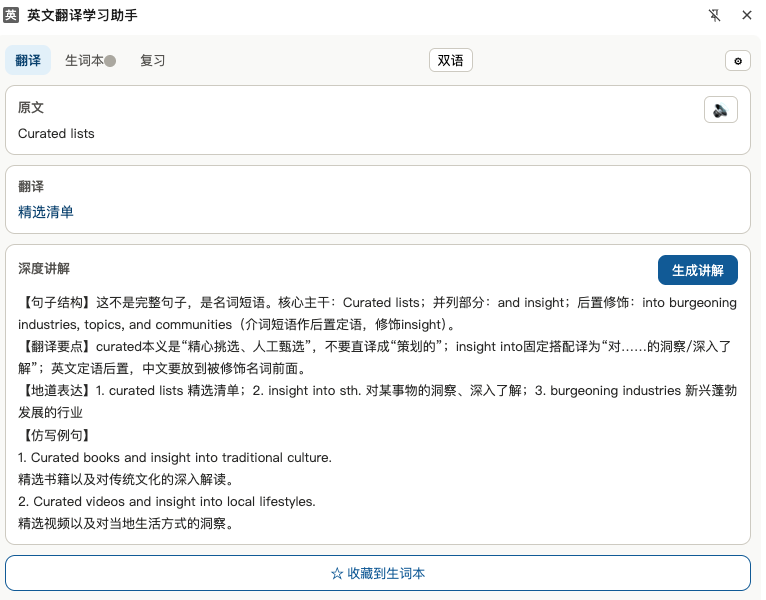 英 英文翻译学习助手
翻译 生词本 复习 双语
原文
Curated lists
翻译
精选清单
深度讲解 生成讲解
【句子结构】这不是完整句子，是名词短语。核心主干：Curated lists；并列部分：and insight；后置修饰：into burgeoning
industries, topics, and communities（介词短语作后置定语，修饰insight）。
【翻译要点】curated本义是“精心挑选、人工甄选”，不要直译成“策划的”；insight into固定搭配译为“对……的洞察/深入了
解”；英文定语后置，中文要放到被修饰名词前面。
【地道表达】1. curated lists 精选清单；2. insight into sth. 对某事物的洞察、深入了解；3. burgeoning industries 新兴蓬勃
发展的行业
【仿写例句】
1. Curated books and insight into traditional culture.
精选书籍以及对传统文化的深入解读。
2. Curated videos and insight into local lifestyles.
精选视频以及对当地生活方式的洞察。
☆ 收藏到生词本